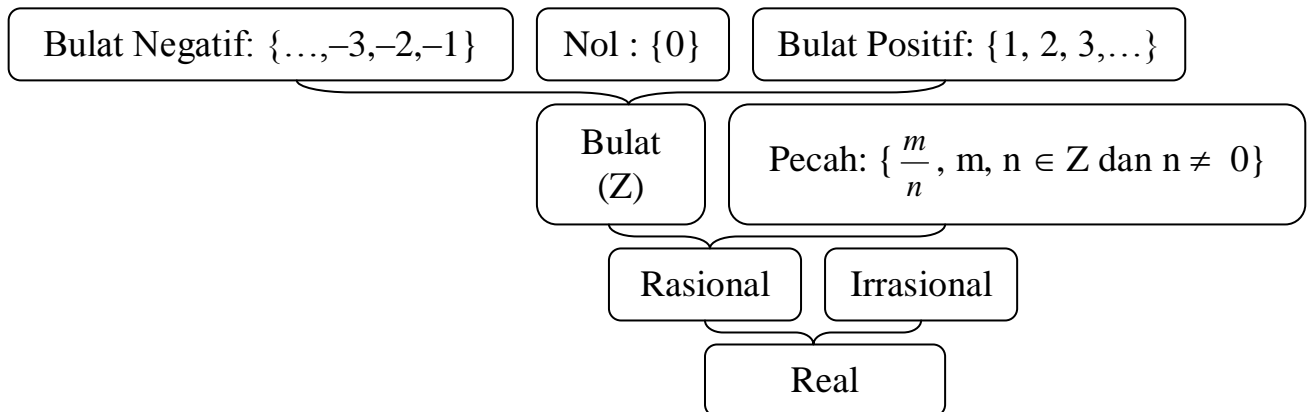 Bulat Negatif: {…,–3,–2,–1}
Nol : {0}
Bulat Positif: {1, 2, 3,…}
Bulat
(Z)
Pecah: { m/n , m, n ∈ Z dan n ≠ 0}
Rasional
Irrasional
Real